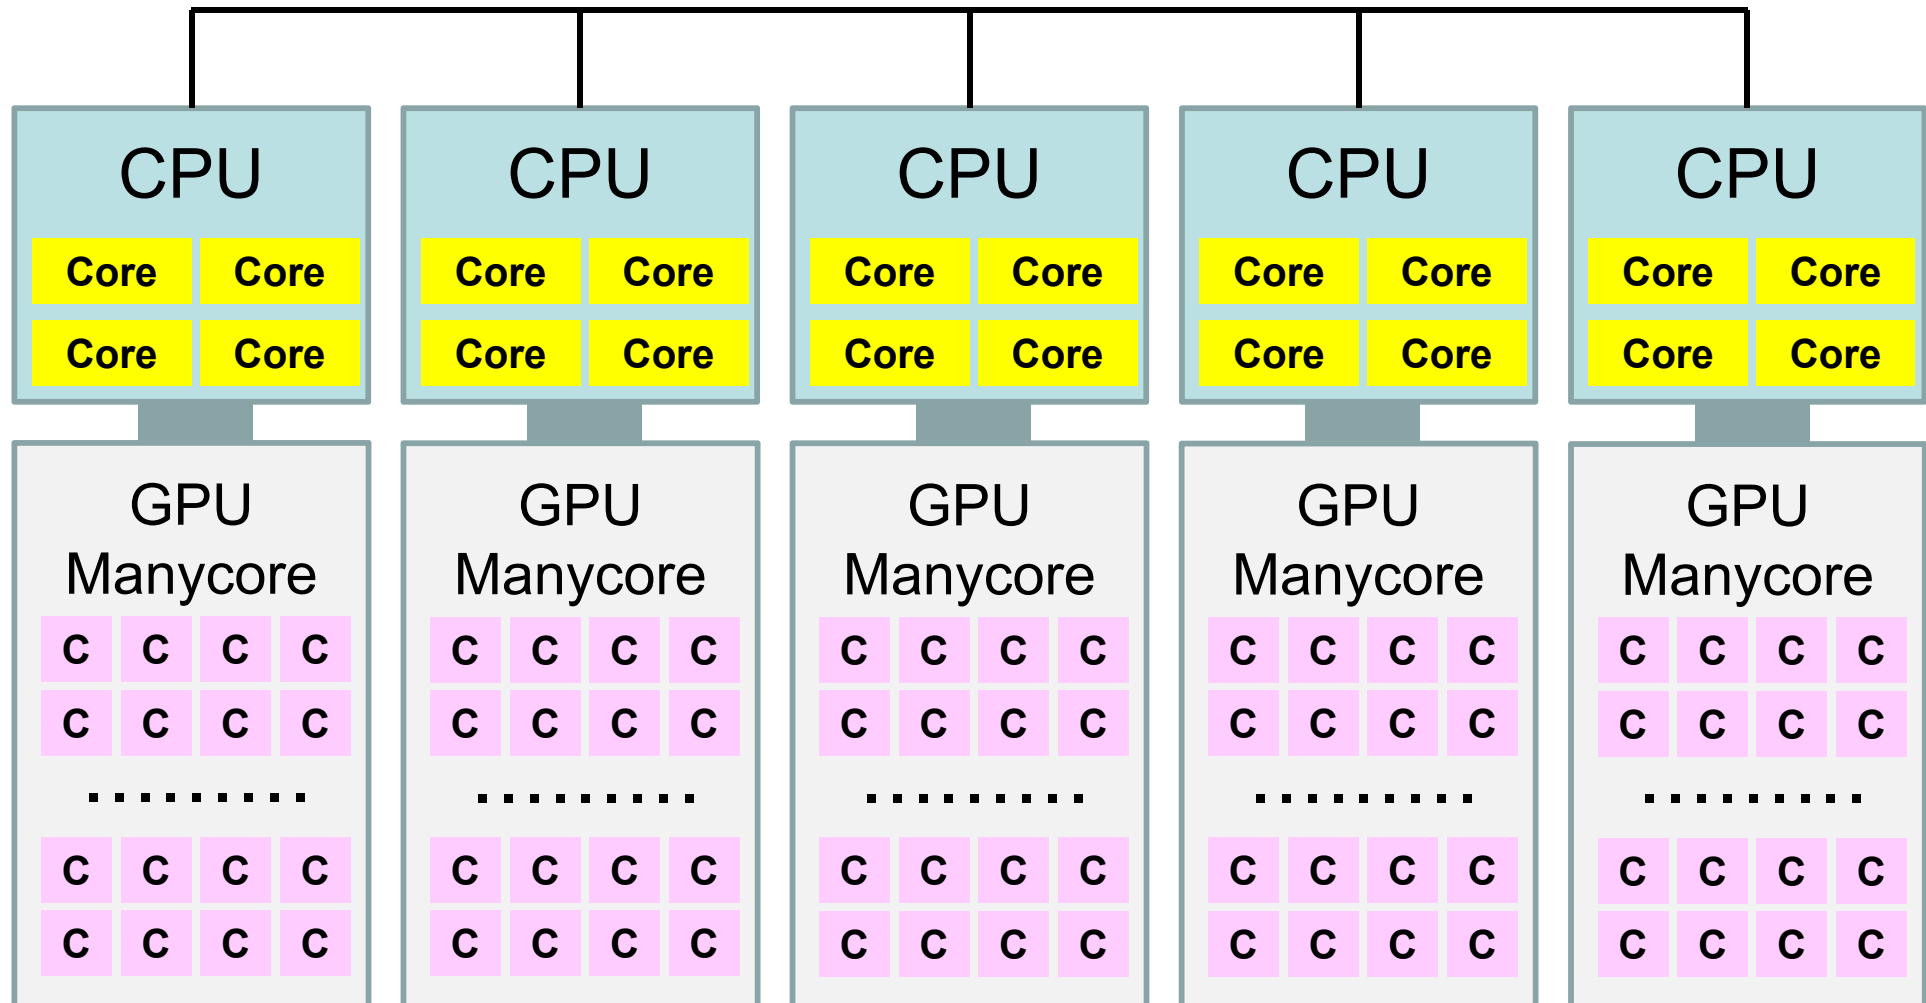 CPU CPU CPU CPU CPU
Core Core Core Core Core Core Core Core Core Core
Core Core Core Core Core Core Core Core Core Core
GPU GPU GPU GPU GPU
Manycore Manycore Manycore Manycore Manycore
C C C C C C C C C C C C C C C C C C C C
C C C C C C C C C C C C C C C C C C C C
......... ......... ......... ......... .........
C C C C C C C C C C C C C C C C C C C C
C C C C C C C C C C C C C C C C C C C C